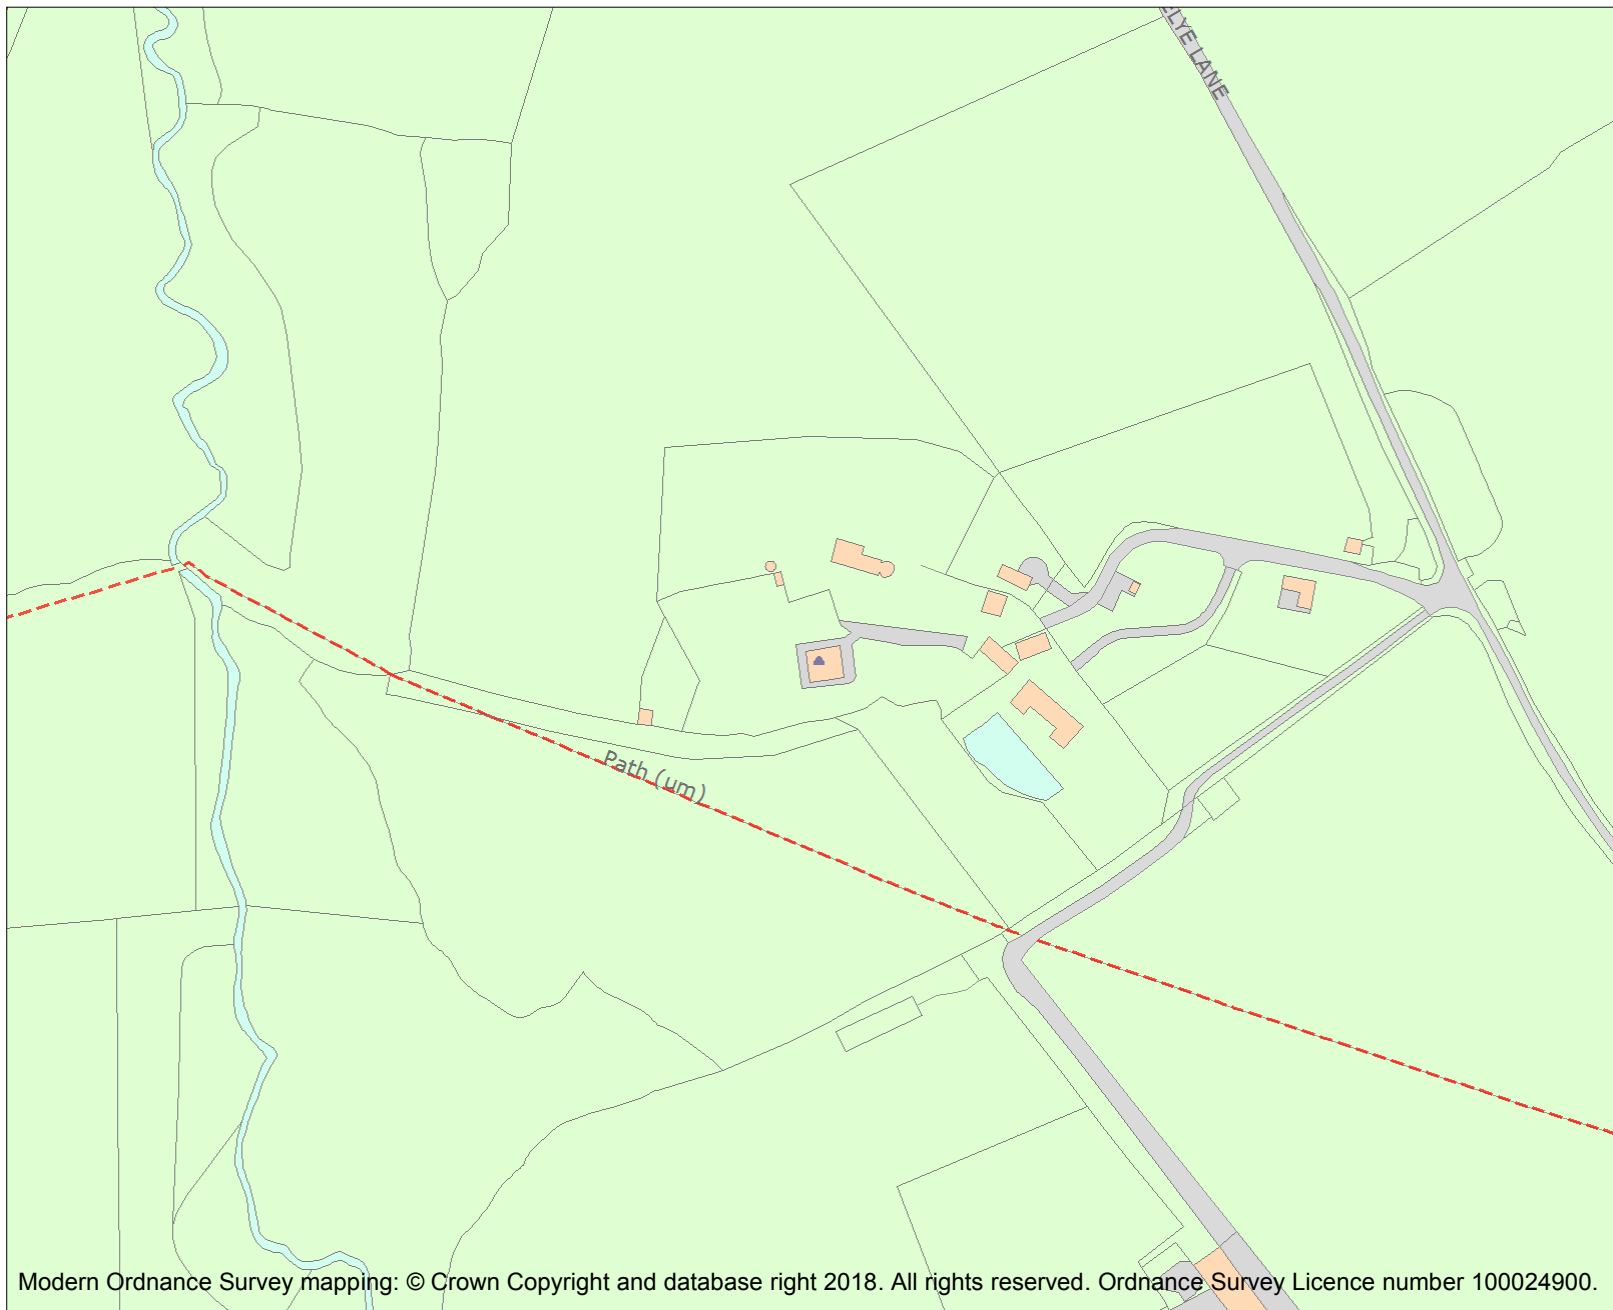 ELYE LANE
Path (um)
Modern Ordnance Survey mapping: © Crown Copyright and database right 2018. All rights reserved. Ordnance Survey Licence number 100024900.